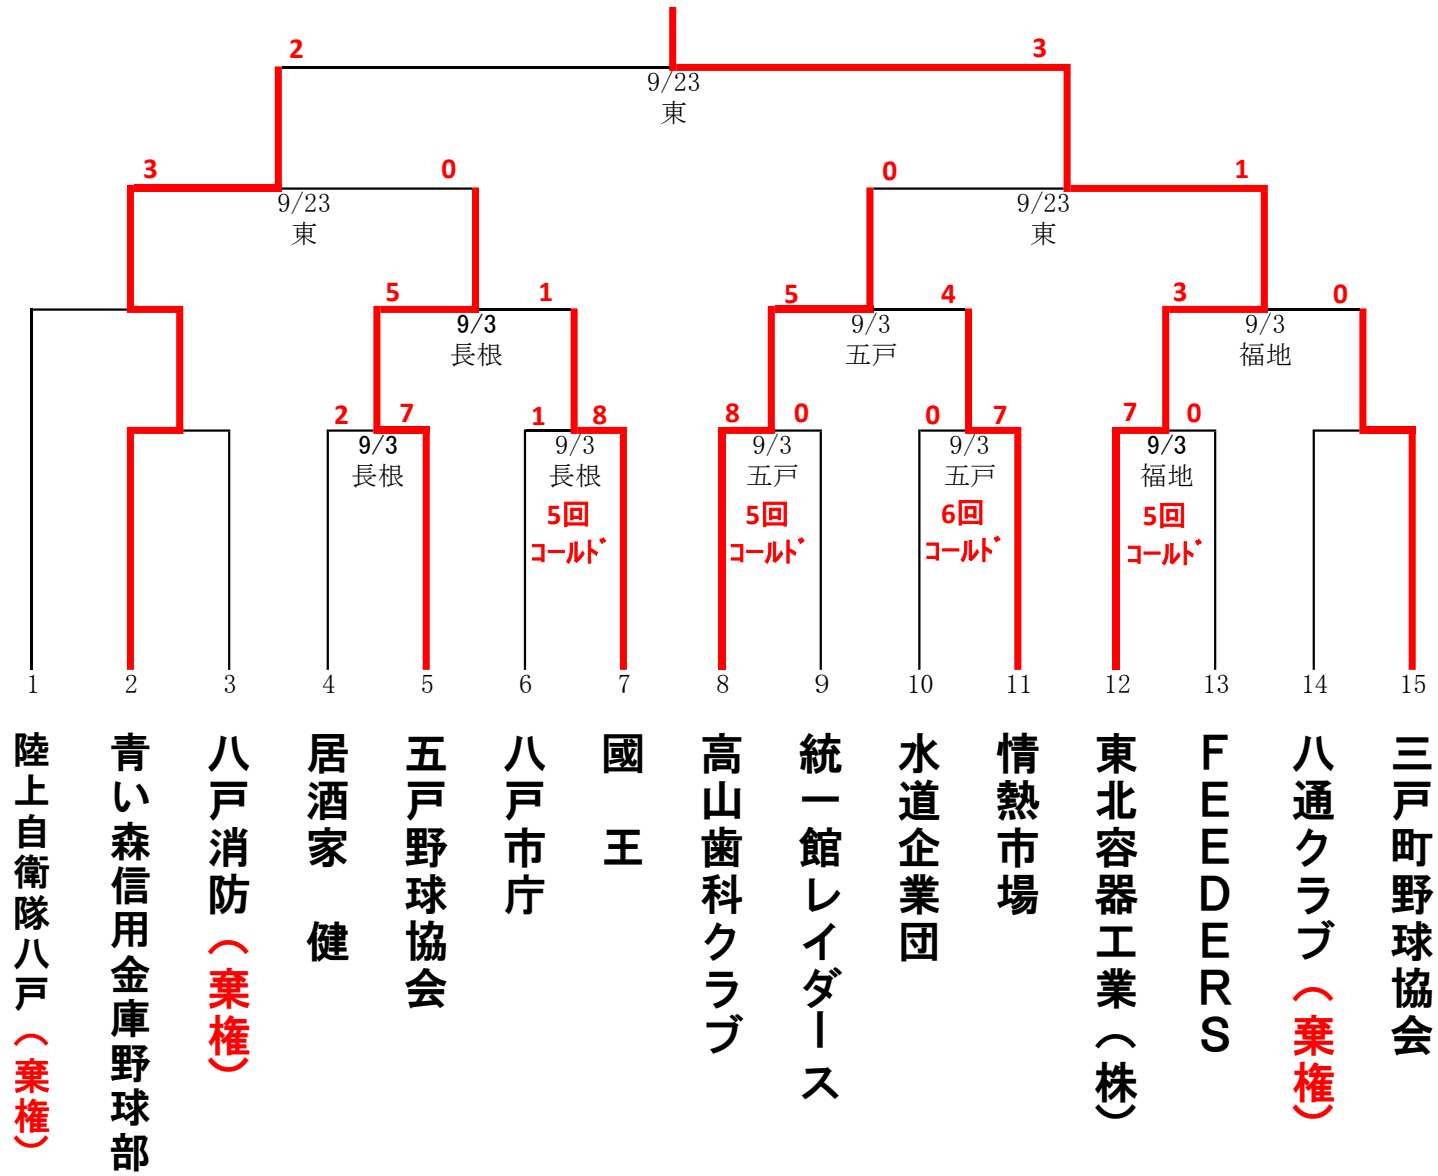 2 3
9/23
東
3 0 0 1
9/23 9/23
東 東
5 1 5 4 3 0
9/3 9/3 9/3
長根 五戸 福地
2 7 1 8 8 0 0 7 7 0
9/3 9/3 9/3 9/3 9/3
長根 長根 五戸 五戸 福地
5回 5回 6回 5回
ｺｰﾙﾄﾞ ｺｰﾙﾄﾞ ｺｰﾙﾄﾞ ｺｰﾙﾄﾞ
1 2 3 4 5 6 7 8 9 10 11 12 13 14 15
陸上自衛隊八戸（棄権）
青い森信用金庫野球部
八戸消防（棄権）
居酒家　健
五戸野球協会
八戸市庁
國　王
高山歯科クラブ
統一館レイダース
水道企業団
情熱市場
東北容器工業（株）
ＦＥＥＤＥＲＳ
八通クラブ（棄権）
三戸町野球協会